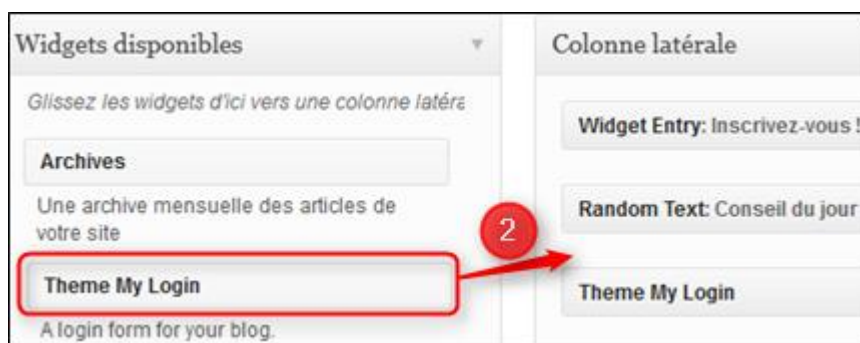 Widgets disponibles
Glissez les widgets d'ici vers une colonne
Archives
Une archive mensuelle des articles de
votre site
2
Theme My Login
A login form for your blog.
Colonne latérale
Widget Entry: Inscrivez-vous !
Random Text: Conseil du jour
Theme My Login